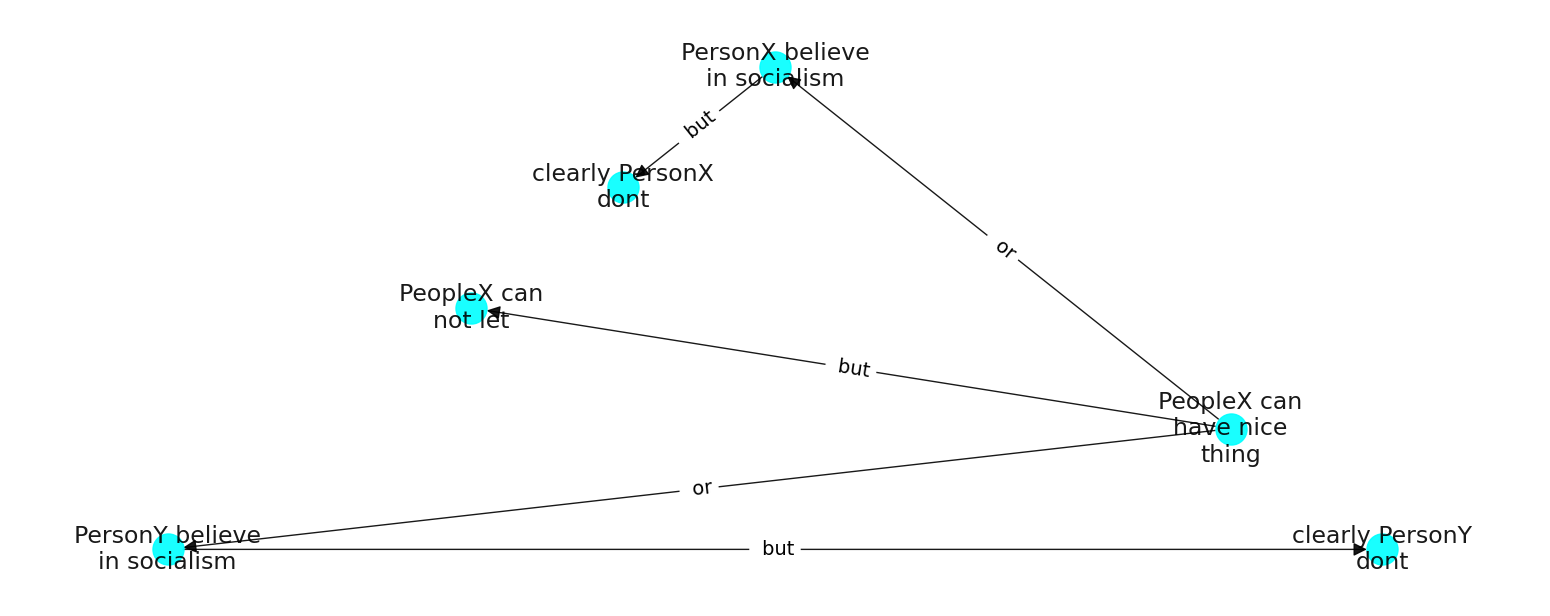 PersonX believe
in socialism
but
clearly PersonX
dont
or
PeopleX can
not let
but
PeopleX can
have nice
thing
or
PersonY believe
in socialism
but
clearly PersonY
dont